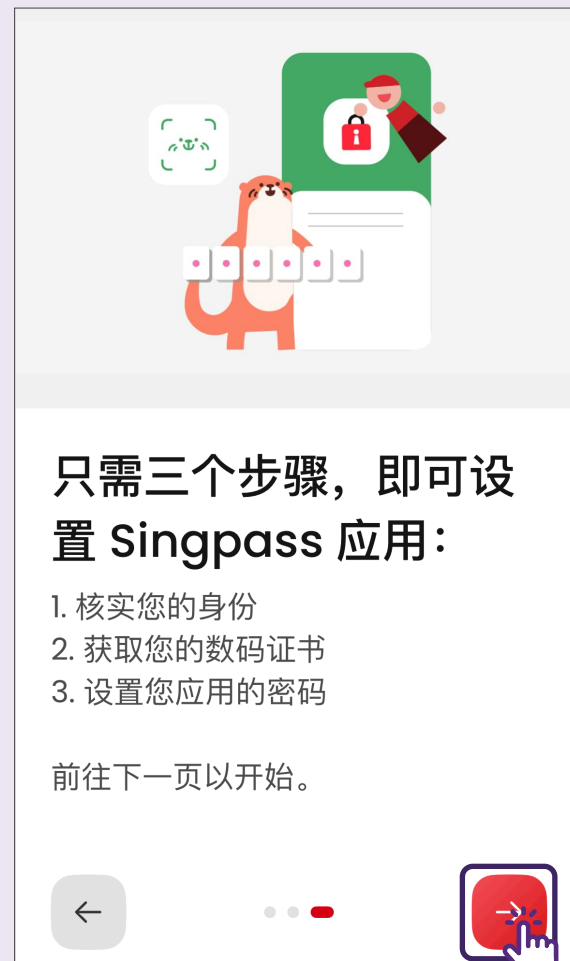 只需三个步骤，即可设
置 Singpass 应用：
1. 核实您的身份
2. 获取您的数码证书
3. 设置您应用的密码
前往下一页以开始。